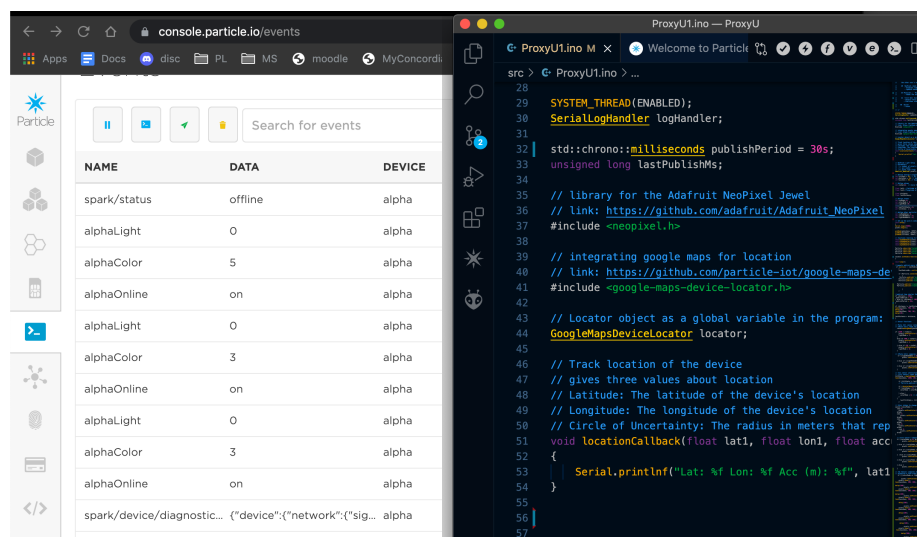 console.particle.io/events
Apps Docs disc PL MS moodle MyConcordi
Particle
Search for events
NAME DATA DEVICE
spark/status offline alpha
alphaLight 0 alpha
alphaColor 5 alpha
alphaOnline on alpha
alphaLight 0 alpha
alphaColor 3 alpha
alphaOnline on alpha
alphaLight 0 alpha
alphaColor 3 alpha
alphaOnline on alpha
spark/device/diagnostic... {"device":{"network":{"sig... alpha
ProxyU1.ino — ProxyU
ProxyU1.ino M Welcome to Particle
src > ProxyU1.ino > ...
2
28
29 SYSTEM_THREAD(ENABLED);
30 SerialLogHandler logHandler;
31
32 std::chrono::milliseconds publishPeriod = 30s;
33 unsigned long lastPublishMs;
34
35 // library for the Adafruit NeoPixel Jewel
36 // link: https://github.com/adafruit/Adafruit_NeoPixel
37 #include <neopixel.h>
38
39 // integrating google maps for location
40 // link: https://github.com/particle-iot/google-maps-de
41 #include <google-maps-device-locator.h>
42
43 // Locator object as a global variable in the program:
44 GoogleMapsDeviceLocator locator;
45
46 // Track location of the device
47 // gives three values about location
48 // Latitude: The latitude of the device's location
49 // Longitude: The longitude of the device's location
50 // Circle of Uncertainty: The radius in meters that rep
51 void locationCallback(float lat1, float lon1, float acc
52 {
53 Serial.printlnf("Lat: %f Lon: %f Acc (m): %f", lat1
54 }
55
56
57